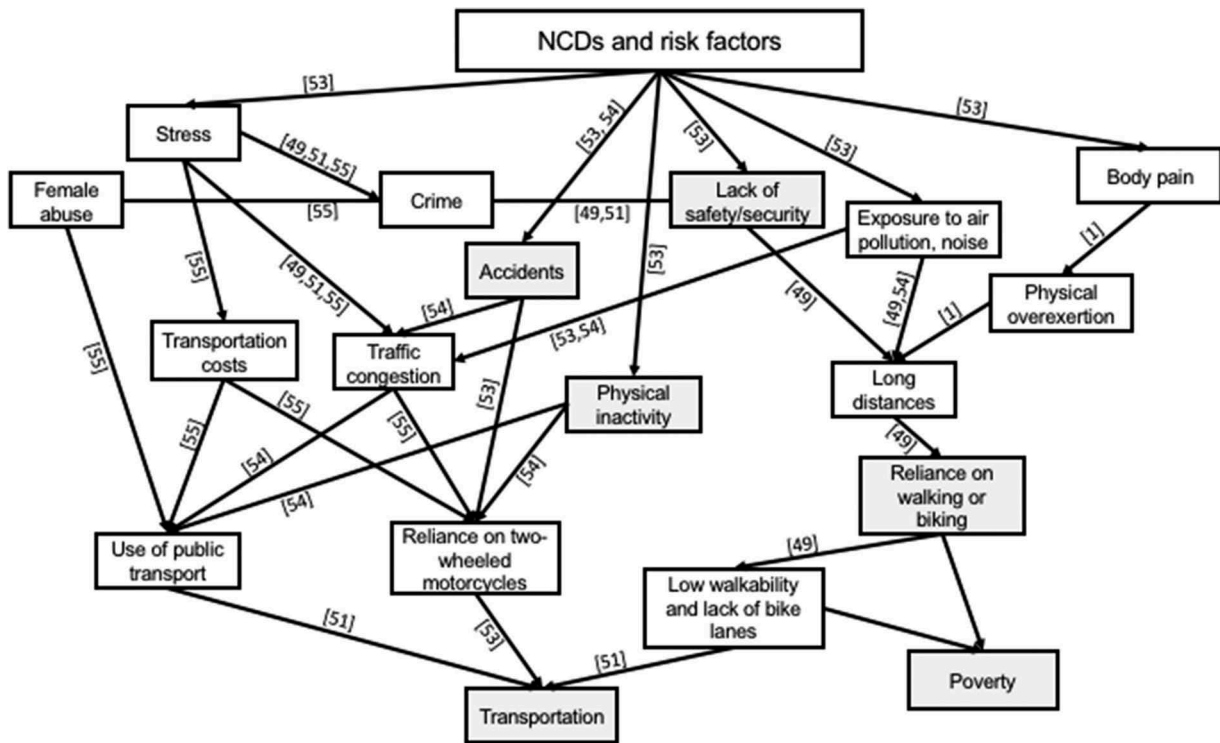 NCDs and risk factors
[53]
[53, 54]
[53]
[53]
[53]
Stress
[49,51,55]
Body pain
Female
abuse
[55]
Crime
[49,51]
Lack of
safety/security
Exposure to air
pollution, noise
[1]
[55]
[49,51,55]
Accidents
[53]
[49]
[49,54]
[1]
Physical
overexertion
[54]
[53,54]
Transportation
costs
Traffic
congestion
[55]
[53]
Physical
inactivity
Long
distances
[55]
[55]
[55]
[49]
[54]
[54]
[54]
Reliance on
walking or
biking
Use of public
transport
Reliance on two-
wheeled
motorcycles
[49]
Low walkability
and lack of bike
lanes
[51]
[53]
[51]
Poverty
Transportation